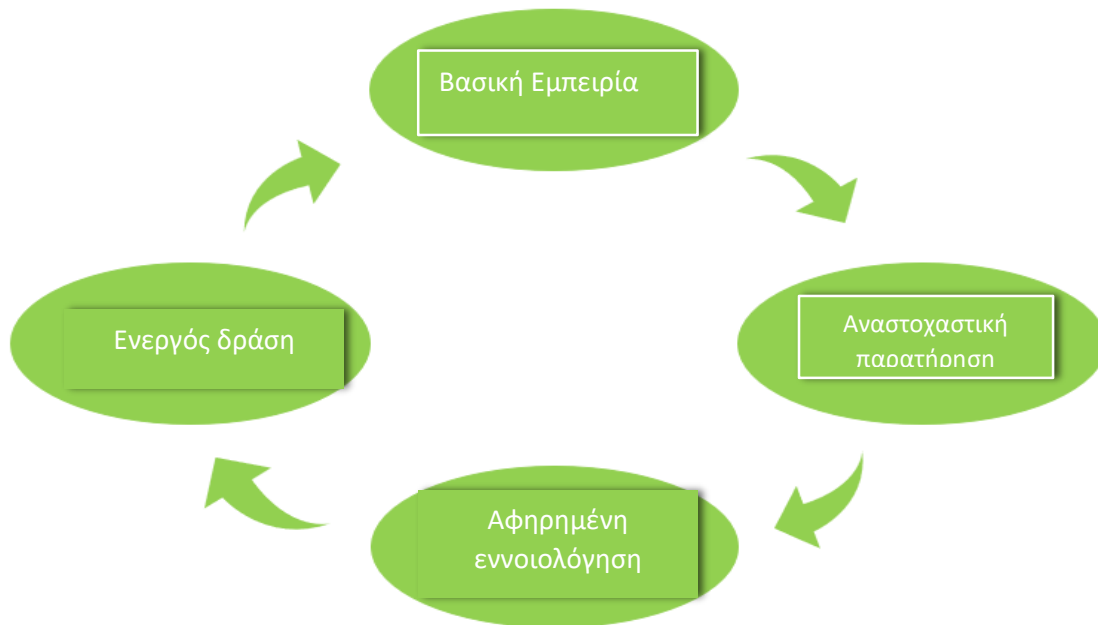 Βασική Εμπειρία
Αναστοχαστική
παρατήρηση
Ενεργός δράση
Αφηρημένη
εννοιολόγηση